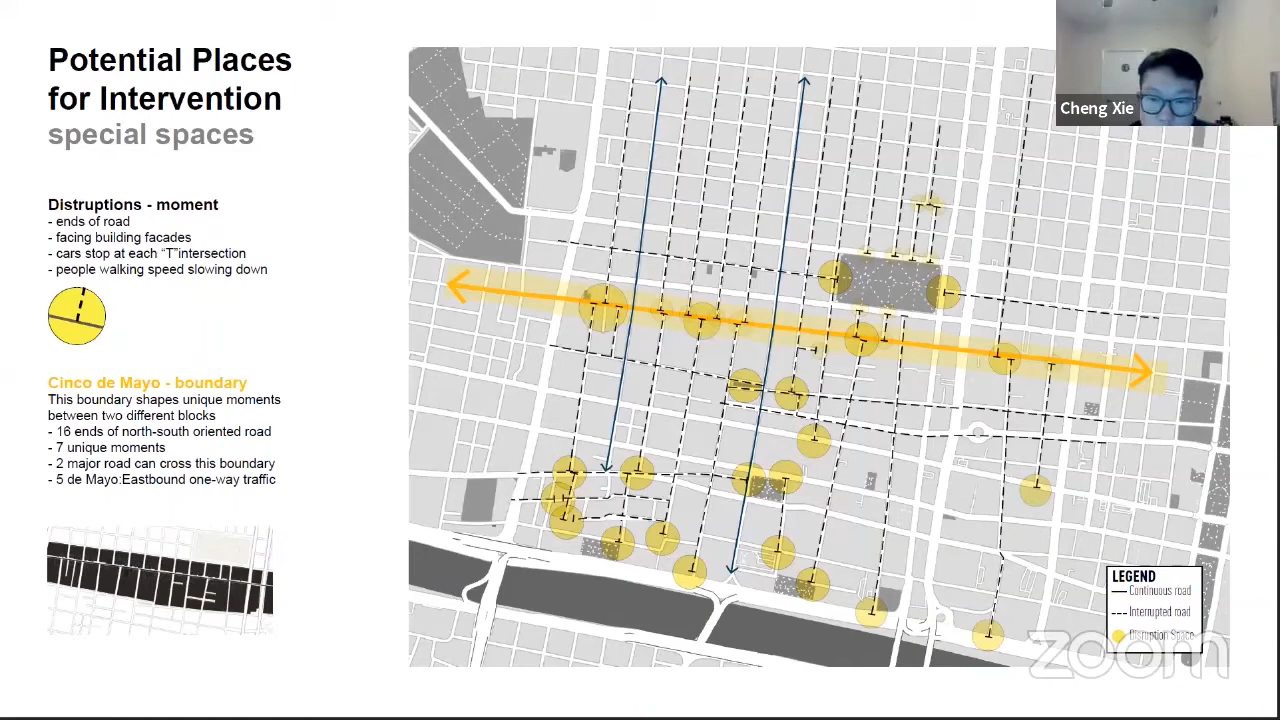 Potential Places
for Intervention
special spaces
Distruptions - moment
- ends of road
- facing building facades
- cars stop at each “T”intersection
- people walking speed slowing down
Cinco de Mayo - boundary
This boundary shapes unique moments
between two different blocks
- 16 ends of north-south oriented road
- 7 unique moments
- 2 major road can cross this boundary
- 5 de Mayo:Eastbound one-way traffic
Cheng Xie
LEGEND
Continuous road
Interrupted road
Disruption Space
zoom